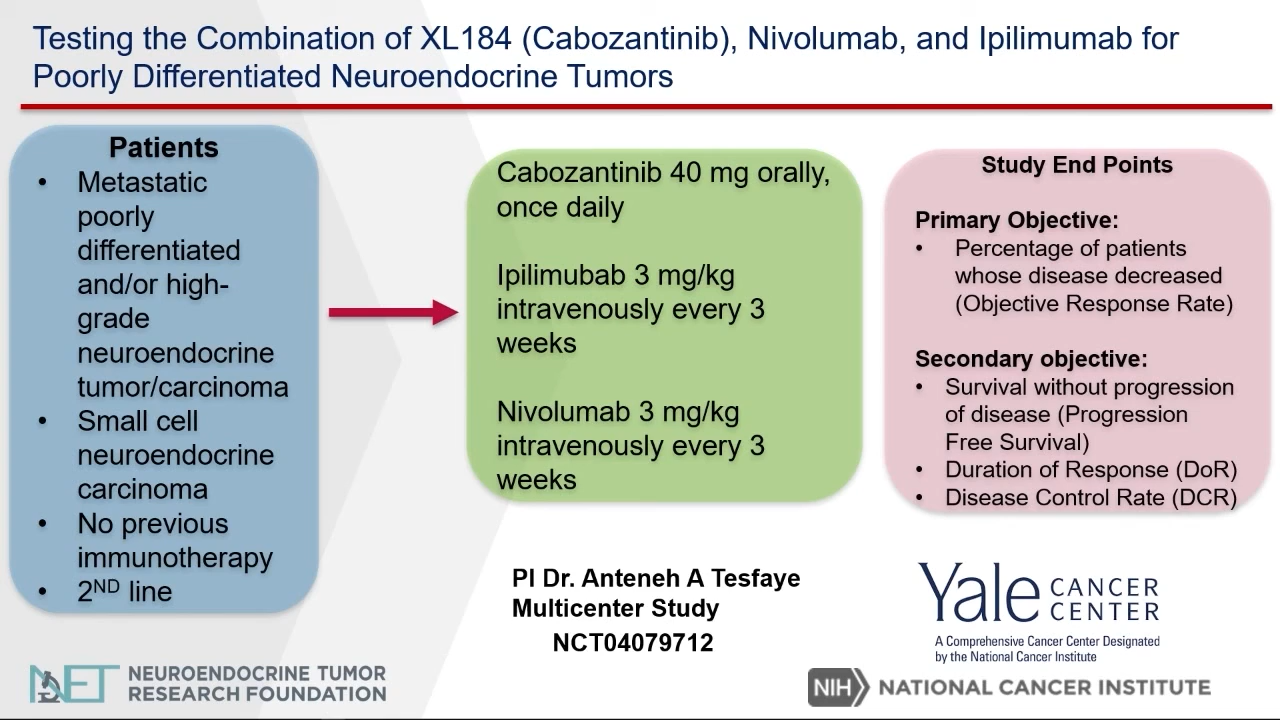 Testing the Combination of XL184 (Cabozantinib), Nivolumab, and Ipilimumab for
Poorly Differentiated Neuroendocrine Tumors
Patients
• Metastatic
poorly
differentiated
and/or high-
grade
neuroendocrine
tumor/carcinoma
• Small cell
neuroendocrine
carcinoma
• No previous
immunotherapy
• 2ND line
Cabozantinib 40 mg orally,
once daily
Ipilimubab 3 mg/kg
intravenously every 3
weeks
Nivolumab 3 mg/kg
intravenously every 3
weeks
Study End Points
Primary Objective:
• Percentage of patients
whose disease decreased
(Objective Response Rate)
Secondary objective:
• Survival without progression
of disease (Progression
Free Survival)
• Duration of Response (DoR)
• Disease Control Rate (DCR)
PI Dr. Anteneh A Tesfaye
Multicenter Study
NCT04079712
Yale CANCER
CENTER
A Comprehensive Cancer Center Designated
by the National Cancer Institute
NET NEUROENDOCRINE TUMOR
RESEARCH FOUNDATION
NIH NATIONAL CANCER INSTITUTE